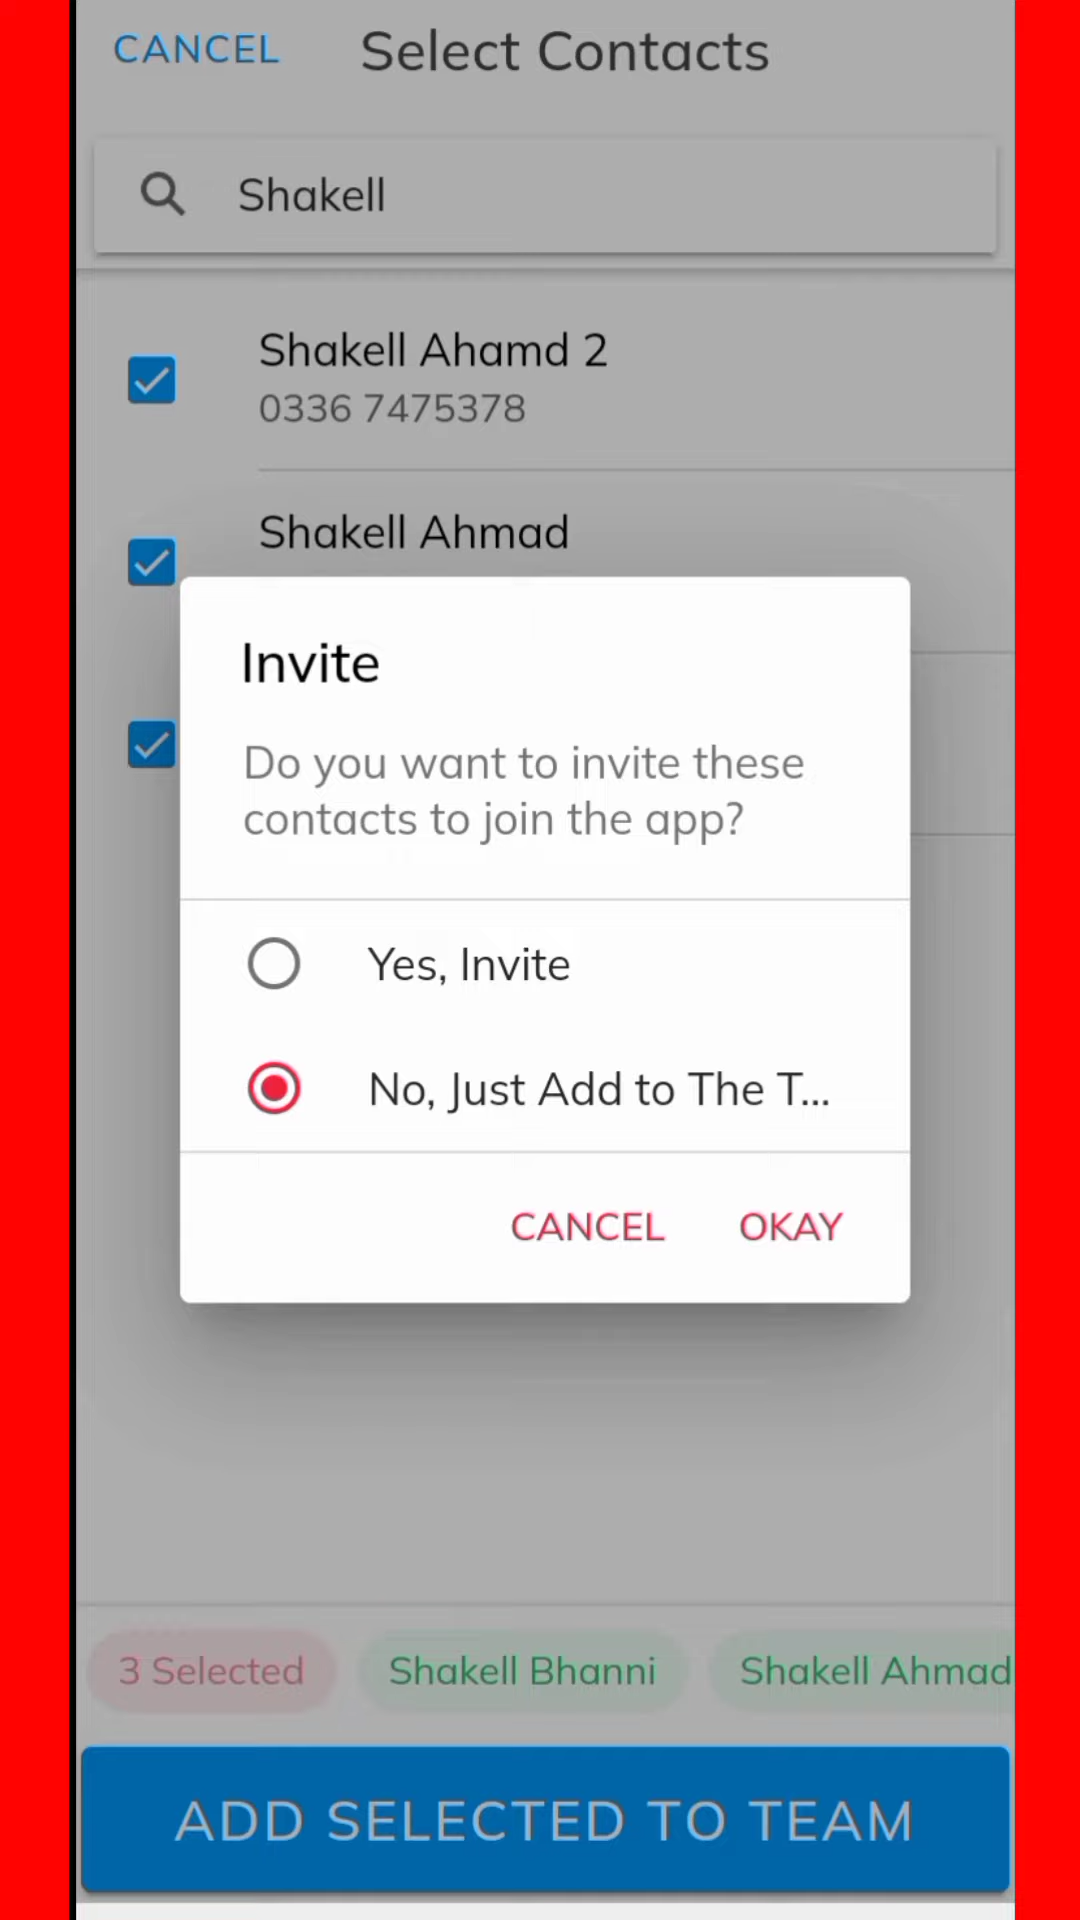 CANCEL Select Contacts
Shakell
Shakell Ahamd 2
0336 7475378
Shakell Ahmad
Invite
Do you want to invite these
contacts to join the app?
Yes, Invite
No, Just Add to The T...
CANCEL OKAY
3 Selected Shakell Bhanni Shakell Ahmad
ADD SELECTED TO TEAM